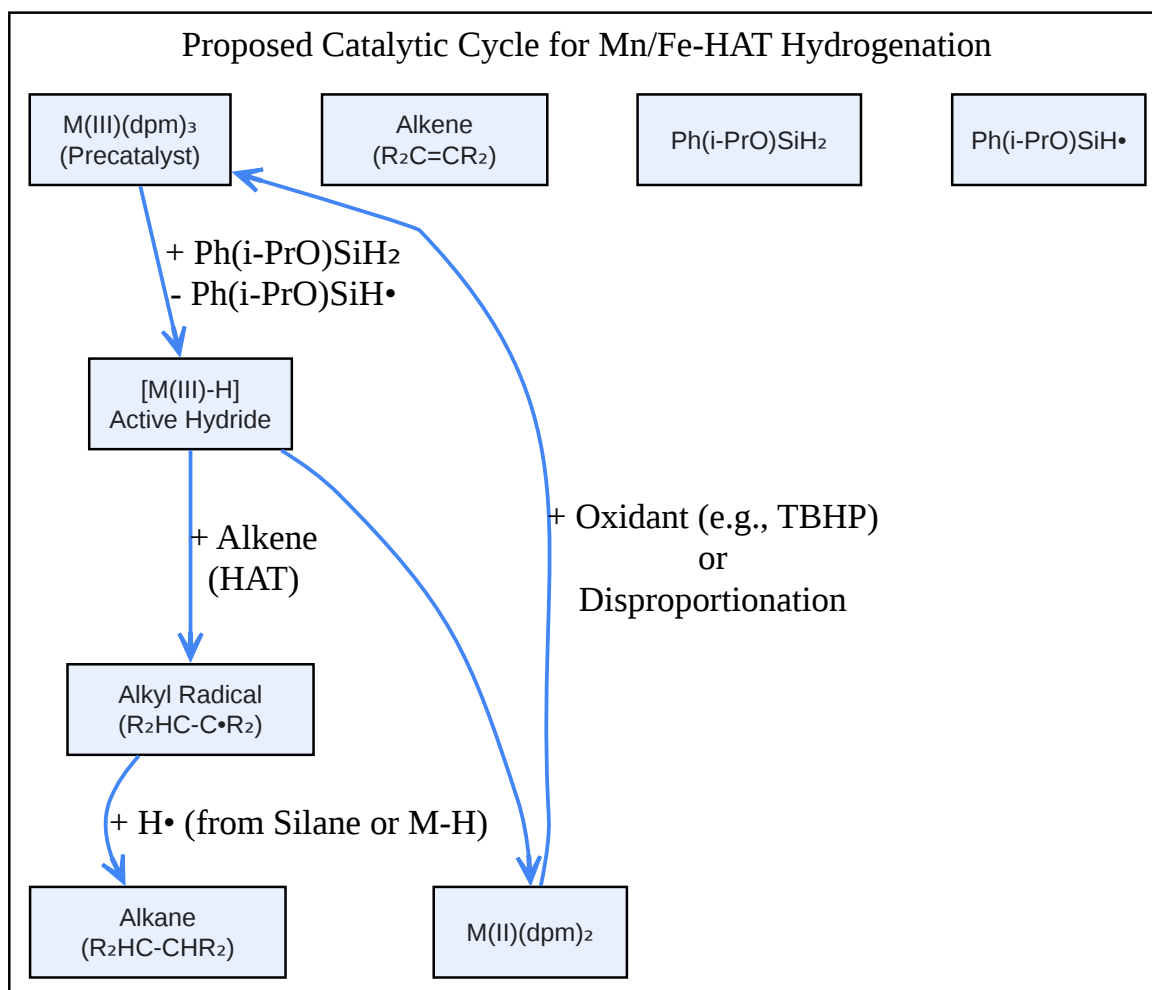 Proposed Catalytic Cycle for Mn/Fe-HAT Hydrogenation
M(III)(dpm)₃
(Precatalyst)
Alkene
(R₂C=CR₂)
Ph(i-PrO)SiH₂
Ph(i-PrO)SiH•
+ Ph(i-PrO)SiH₂
- Ph(i-PrO)SiH•
[M(III)-H]
Active Hydride
+ Alkene
(HAT)
+ Oxidant (e.g., TBHP)
or
Disproportionation
Alkyl Radical
(R₂HC-C•R₂)
+ H• (from Silane or M-H)
Alkane
(R₂HC-CHR₂)
M(II)(dpm)₂